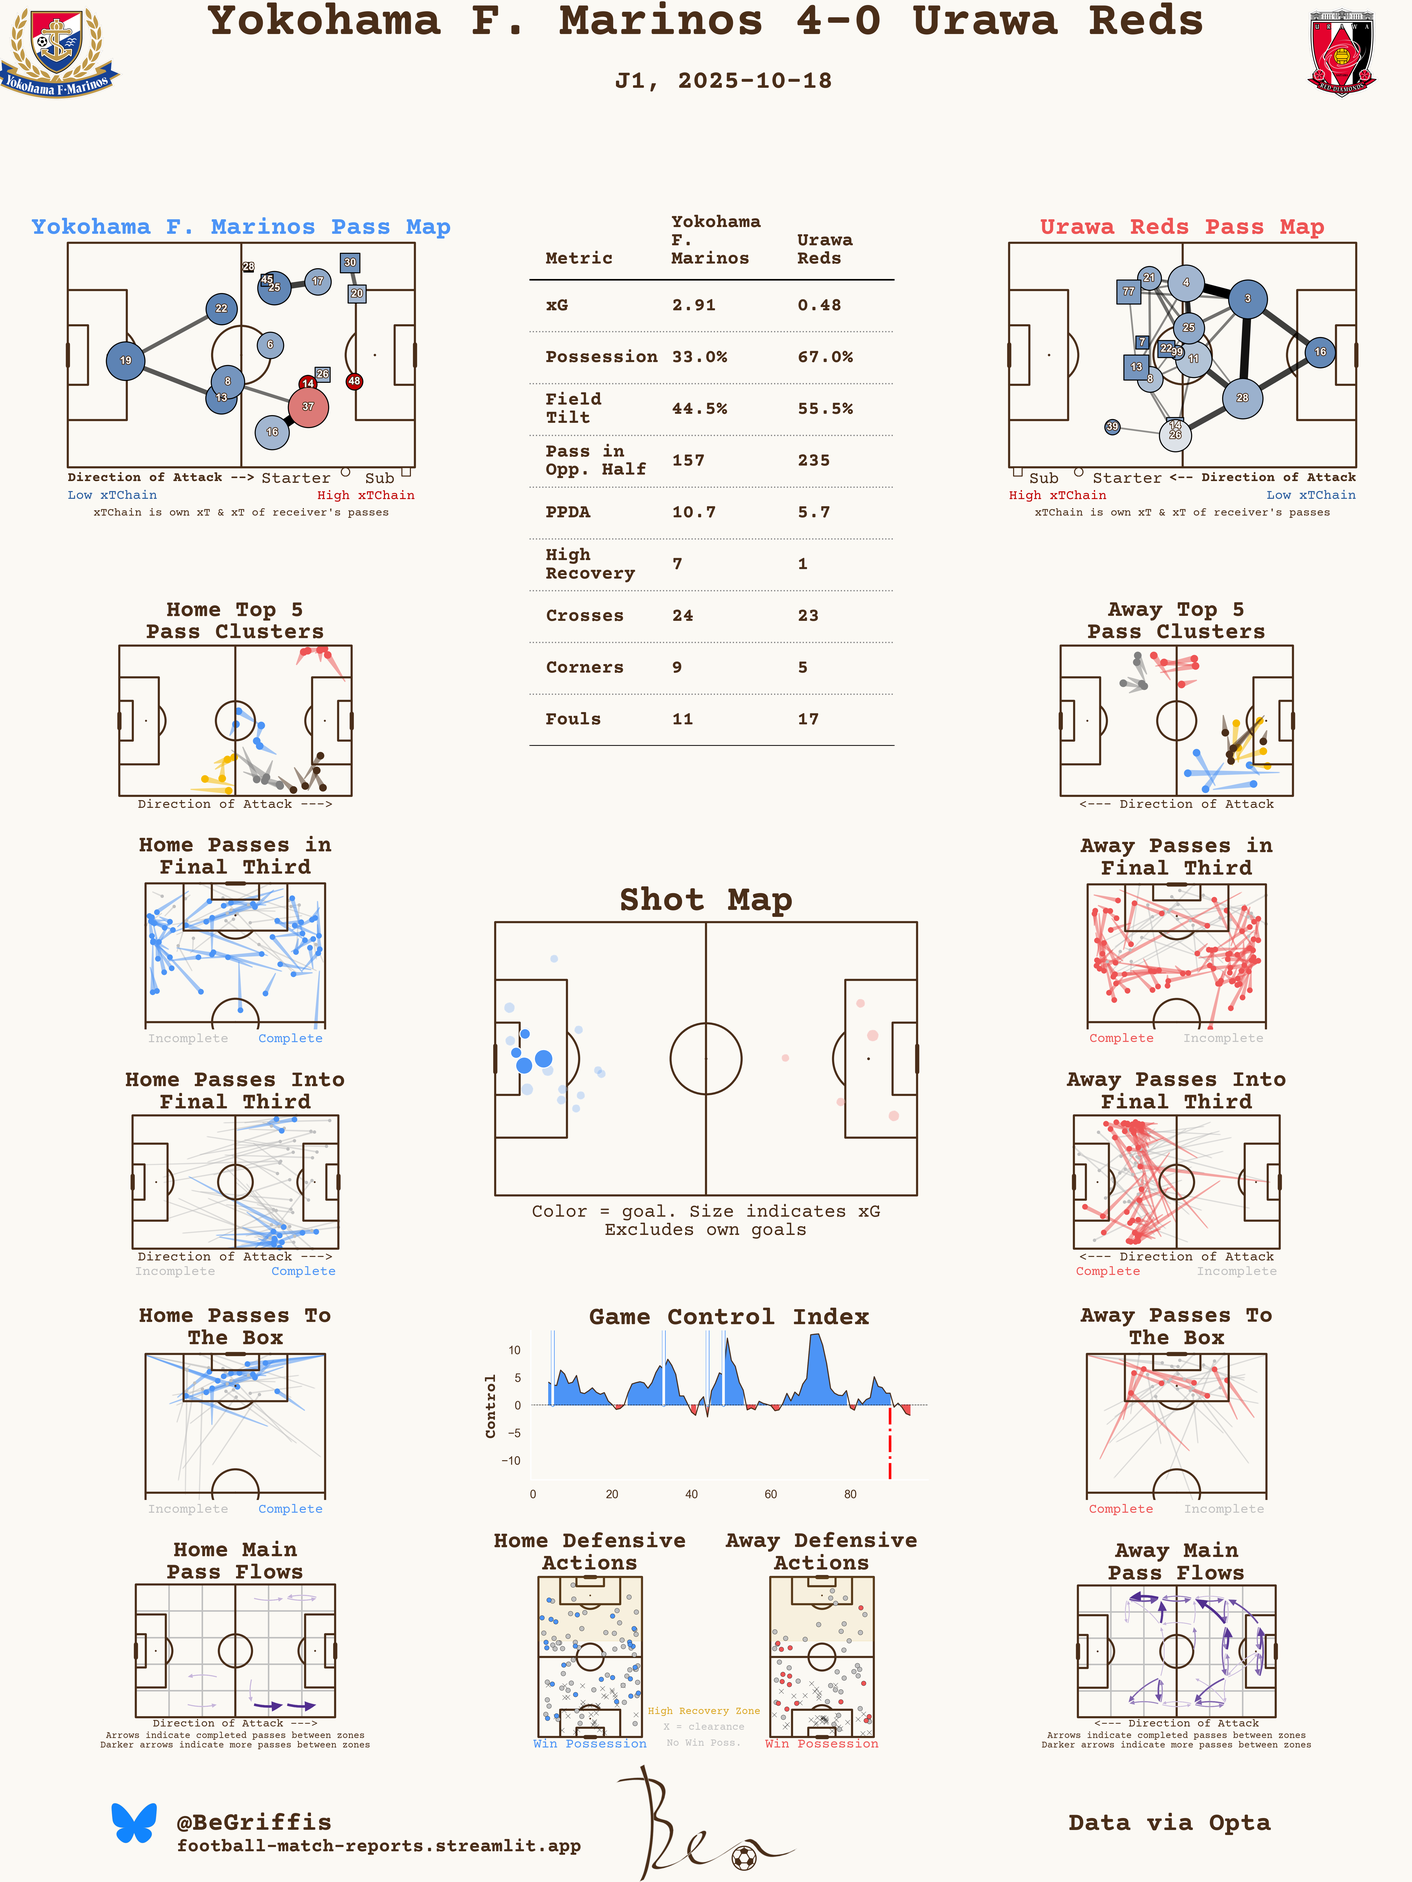 Yokohama F. Marinos 4-0 Urawa Reds
J1, 2025-10-18
Yokohama F·Marinos
URAWA
RED DIAMONDS
Yokohama F. Marinos Pass Map
28
30
45
25
17
20
22
6
19
8
13
26
14
48
37
16
Direction of Attack --> Starter Sub
Low xTChain High xTChain
xTChain is own xT & xT of receiver's passes
Metric Yokohama F. Marinos Urawa Reds
xG 2.91 0.48
Possession 33.0% 67.0%
Field Tilt 44.5% 55.5%
Pass in Opp. Half 157 235
PPDA 10.7 5.7
High Recovery 7 1
Crosses 24 23
Corners 9 5
Fouls 11 17
Urawa Reds Pass Map
21
4
77
3
25
7
22
99
11
16
13
8
28
39
14
26
Sub Starter <-- Direction of Attack
High xTChain Low xTChain
xTChain is own xT & xT of receiver's passes
Home Top 5
Pass Clusters
Direction of Attack --->
Away Top 5
Pass Clusters
<--- Direction of Attack
Home Passes in
Final Third
Incomplete Complete
Away Passes in
Final Third
Complete Incomplete
Shot Map
Color = goal. Size indicates xG
Excludes own goals
Home Passes Into
Final Third
Direction of Attack --->
Incomplete Complete
Away Passes Into
Final Third
<--- Direction of Attack
Complete Incomplete
Home Passes To
The Box
Incomplete Complete
Game Control Index
Control
10
5
0
−5
−10
0 20 40 60 80
Away Passes To
The Box
Complete Incomplete
Home Main
Pass Flows
Direction of Attack --->
Arrows indicate completed passes between zones
Darker arrows indicate more passes between zones
Home Defensive
Actions
Win Possession
High Recovery Zone
X = clearance
No Win Poss.
Away Defensive
Actions
Win Possession
Away Main
Pass Flows
<--- Direction of Attack
Arrows indicate completed passes between zones
Darker arrows indicate more passes between zones
@BeGriffis
football-match-reports.streamlit.app
Ben
Data via Opta